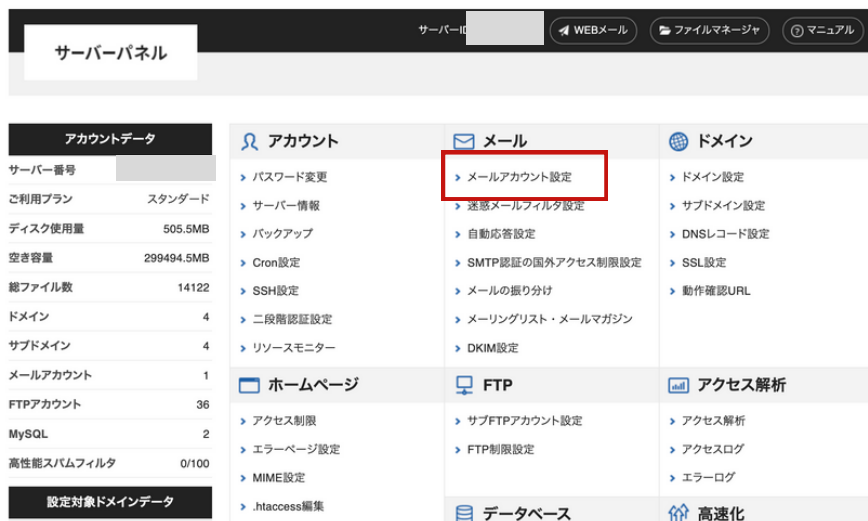 サーバーID
WEBメール
ファイルマネージャ
マニュアル
サーバーパネル
アカウントデータ
サーバー番号
ご利用プラン スタンダード
ディスク使用量 505.5MB
空き容量 299494.5MB
総ファイル数 14122
ドメイン 4
サブドメイン 4
メールアカウント 1
FTPアカウント 36
MySQL 2
高性能スパムフィルタ 0/100
設定対象ドメインデータ
アカウント
パスワード変更
サーバー情報
バックアップ
Cron設定
SSH設定
二段階認証設定
リソースモニター
メール
メールアカウント設定
迷惑メールフィルタ設定
自動応答設定
SMTP認証の国外アクセス制限設定
メールの振り分け
メーリングリスト・メールマガジン
DKIM設定
ドメイン
ドメイン設定
サブドメイン設定
DNSレコード設定
SSL設定
動作確認URL
ホームページ
アクセス制限
エラーページ設定
MIME設定
.htaccess編集
FTP
サブFTPアカウント設定
FTP制限設定
データベース
アクセス解析
アクセス解析
アクセスログ
エラーログ
高速化